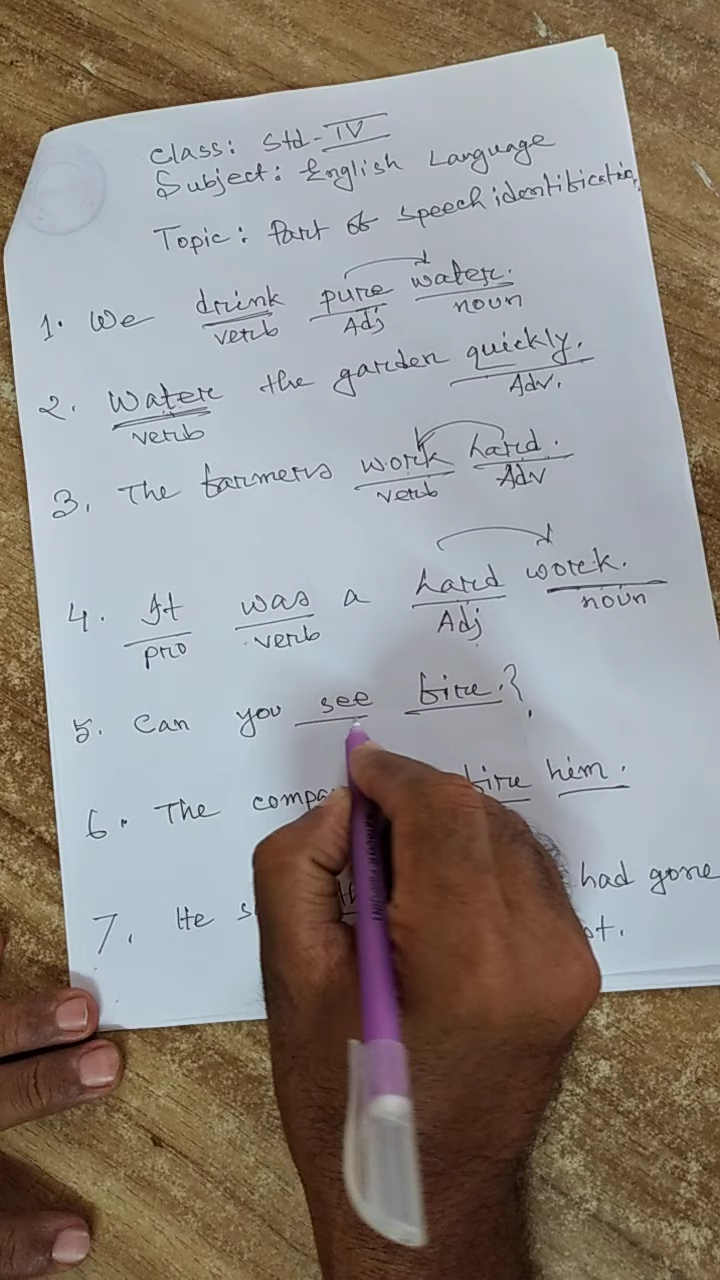 Class: Std-IV
Subject: English Language
Topic: Part of speech identification.
1. We drink pure water.
verb Adj noun
2. Water the garden quickly.
verb Adv.
3. The farmers work hard.
verb Adv
4. It was a hard work.
pro verb Adj noun
5. Can you see fire.?
6. The fire him.
7. He had gone